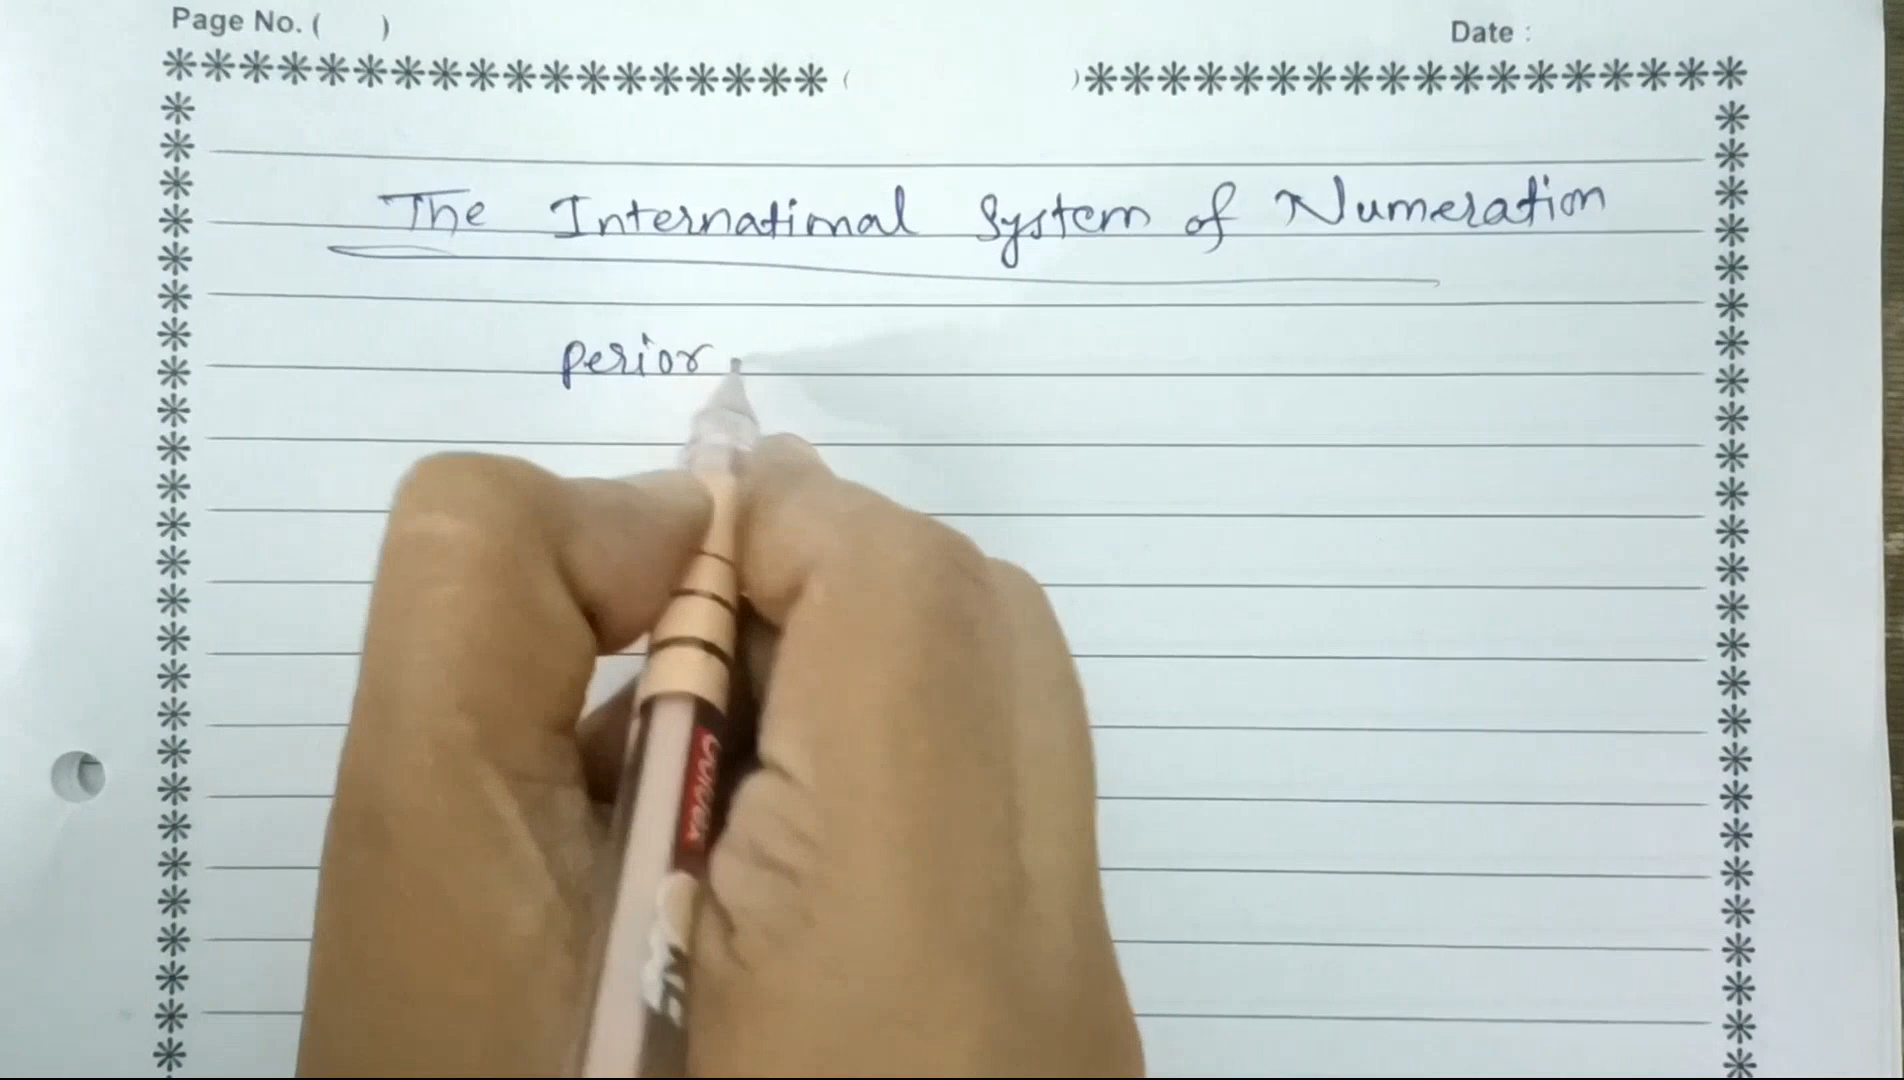 Page No. ( )
Date :
( )
The International System of Numeration
perior